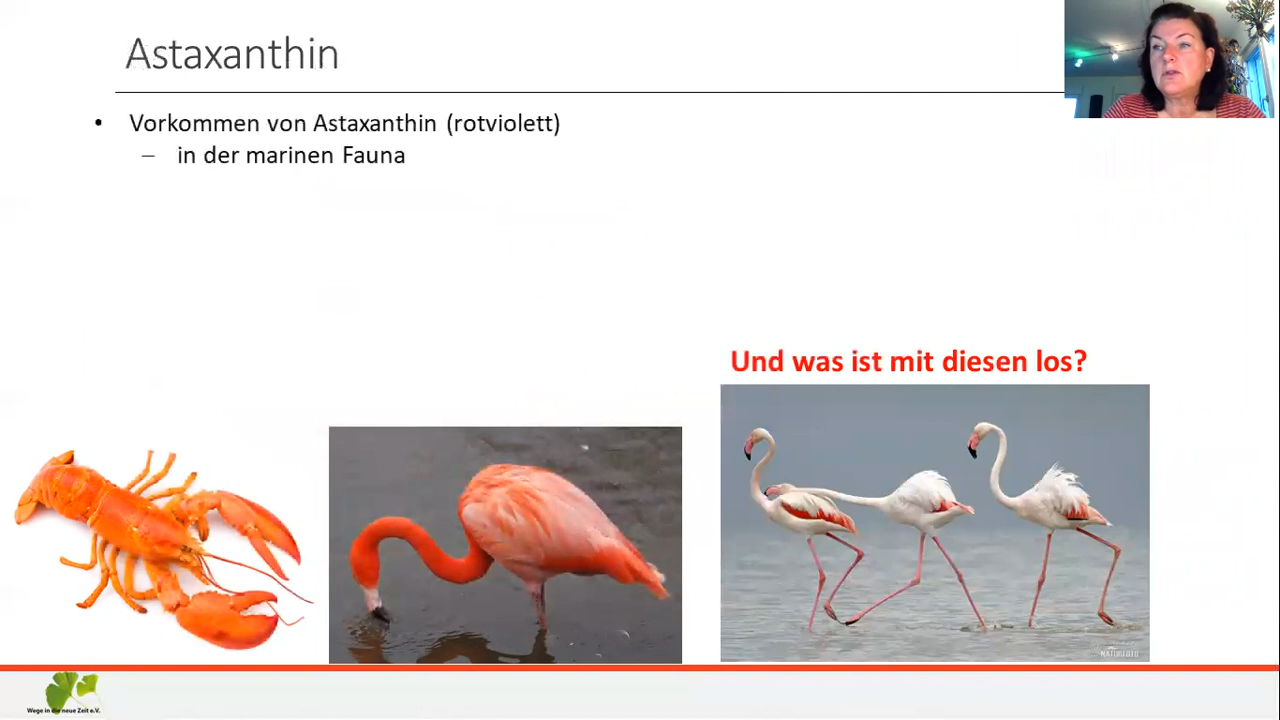 Astaxanthin
• Vorkommen von Astaxanthin (rotviolett)
– in der marinen Fauna
Und was ist mit diesen los?
NATURFOTO
Wege in die neue Zeit e.V.